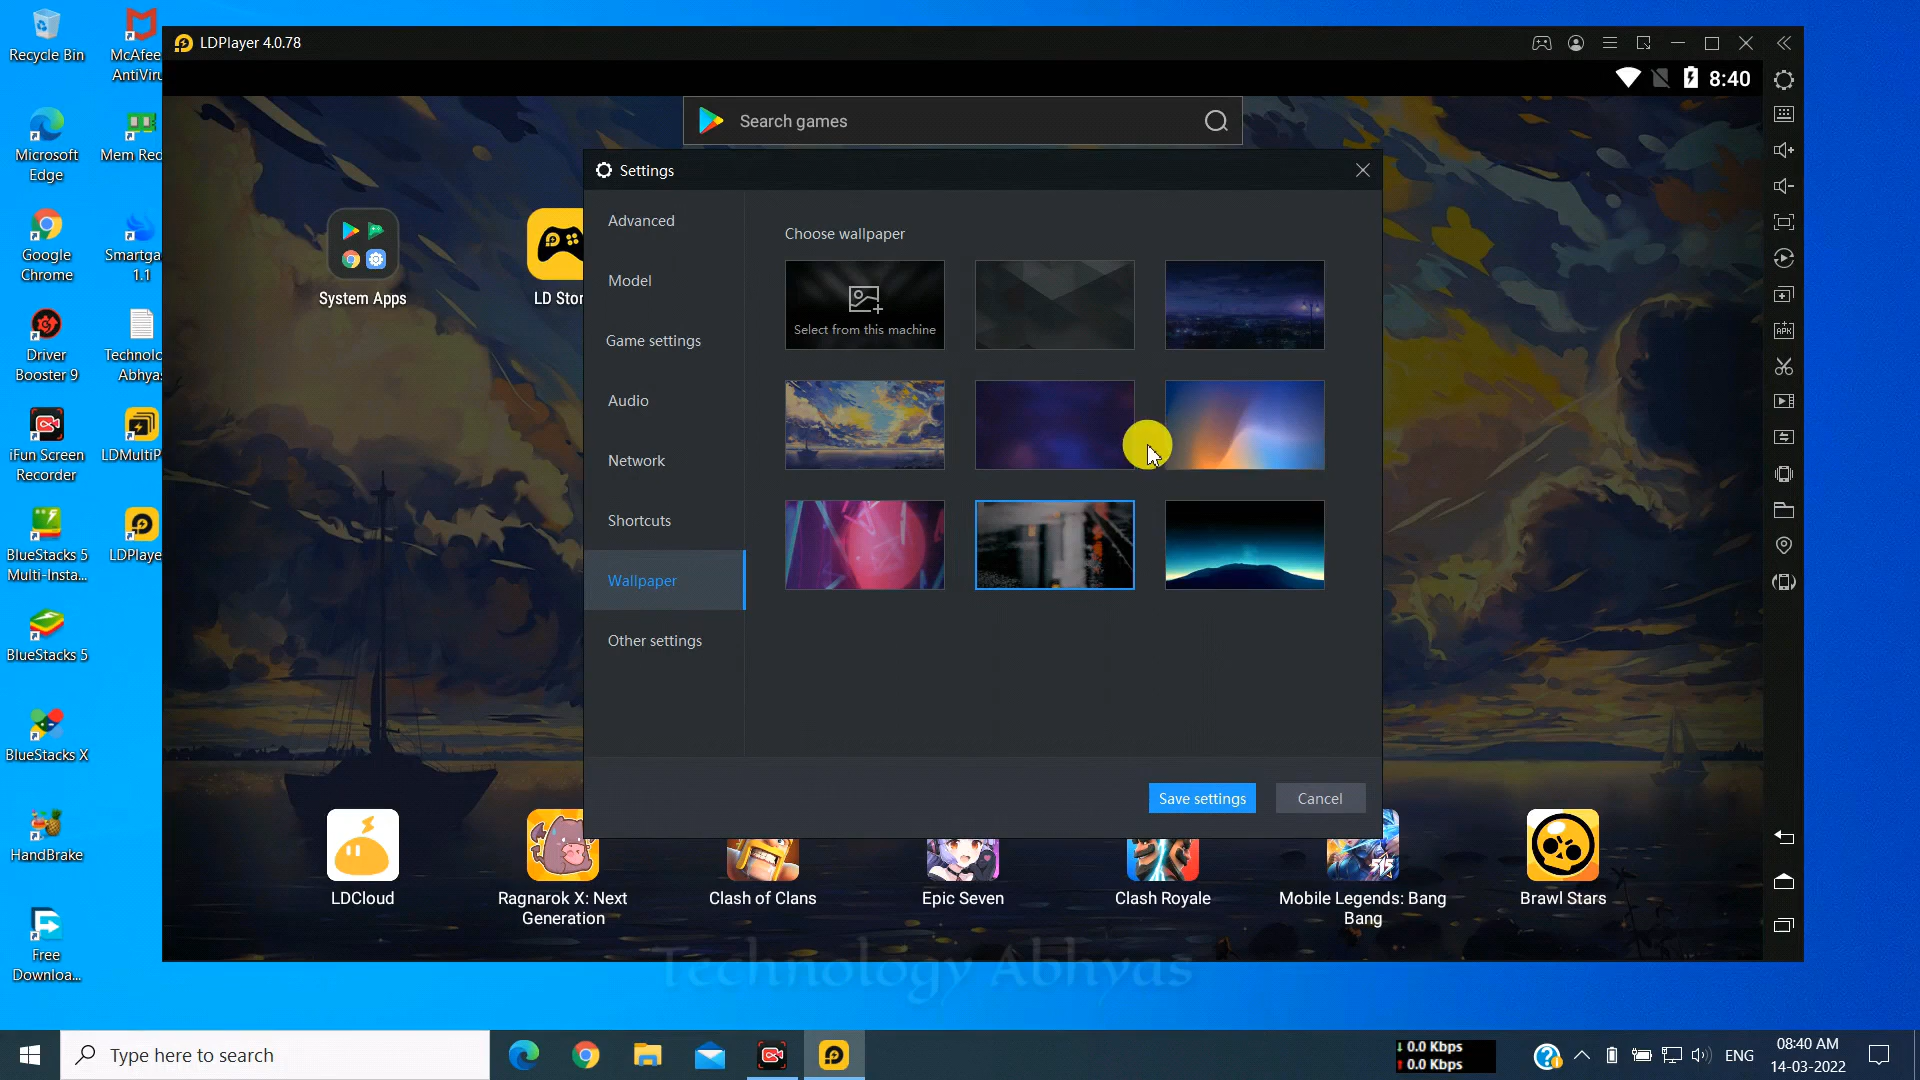 Recycle Bin
McAfee
AntiViru
Microsoft
Edge
Mem Red
Google
Chrome
Smartga
1.1
Driver
Booster 9
Technolo
Abhyas
iFun Screen
Recorder
LDMultiP
BlueStacks 5
Multi-Insta...
LDPlaye
BlueStacks 5
BlueStacks X
HandBrake
Free
Downloa...
LDPlayer 4.0.78
8:40
Search games
System Apps
LD Stor
Settings
Advanced
Model
Game settings
Audio
Network
Shortcuts
Wallpaper
Other settings
Choose wallpaper
Select from this machine
Save settings
Cancel
APK
515
LDCloud
Ragnarok X: Next
Generation
Clash of Clans
Epic Seven
Clash Royale
Mobile Legends: Bang
Bang
Brawl Stars
Technology Abhyas
Type here to search
↓ 0.0 Kbps
↑ 0.0 Kbps
ENG
08:40 AM
14-03-2022